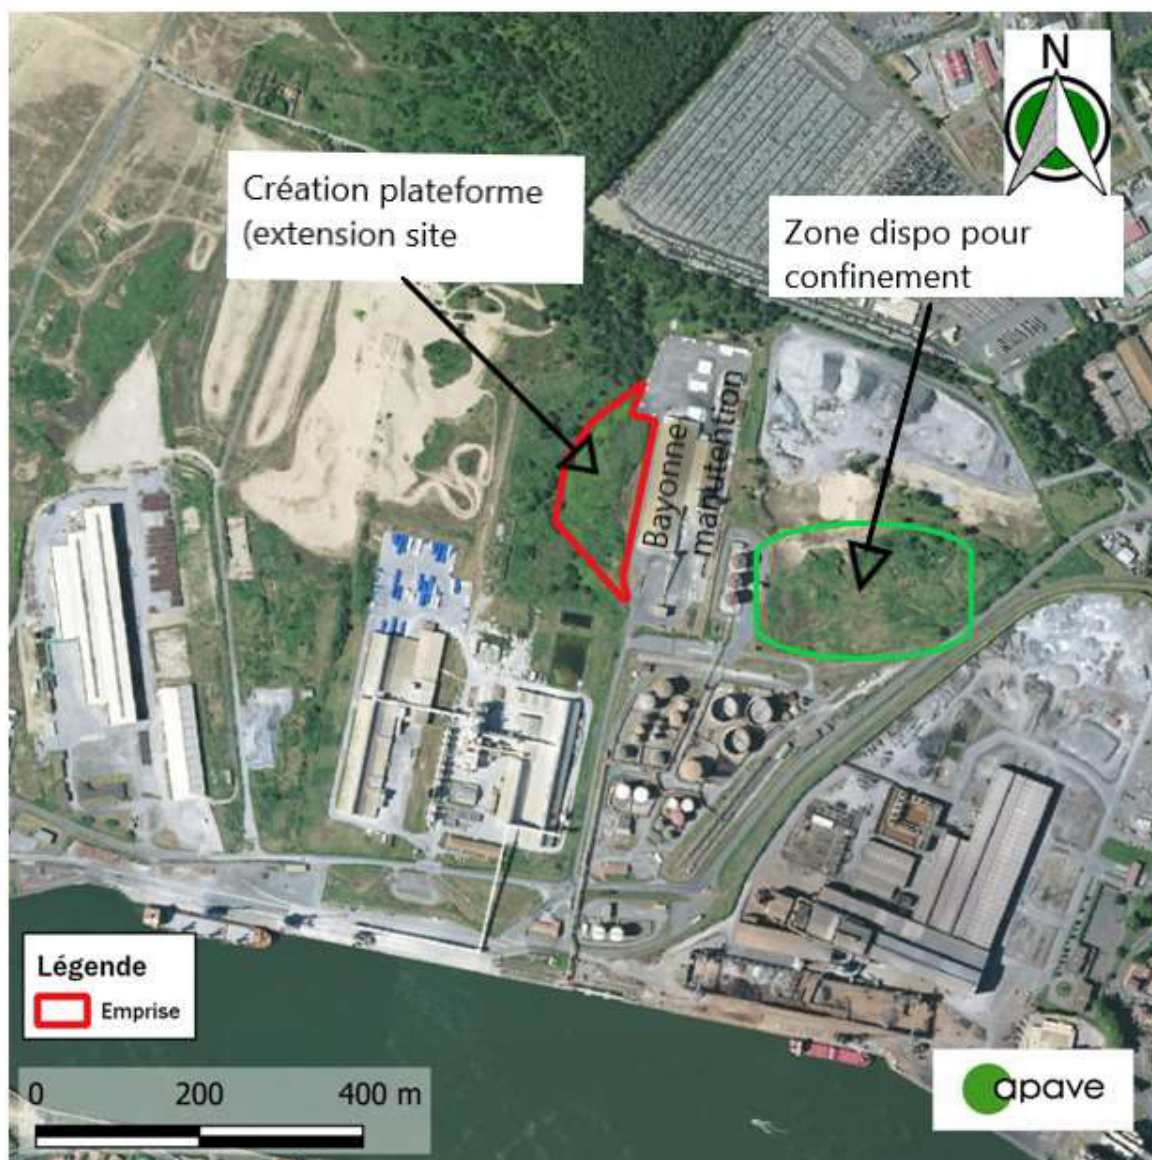 N
Création plateforme
(extension site
Zone dispo pour
confinement
Bayonne
manutention
Légende
Emprise
0 200 400 m
apave